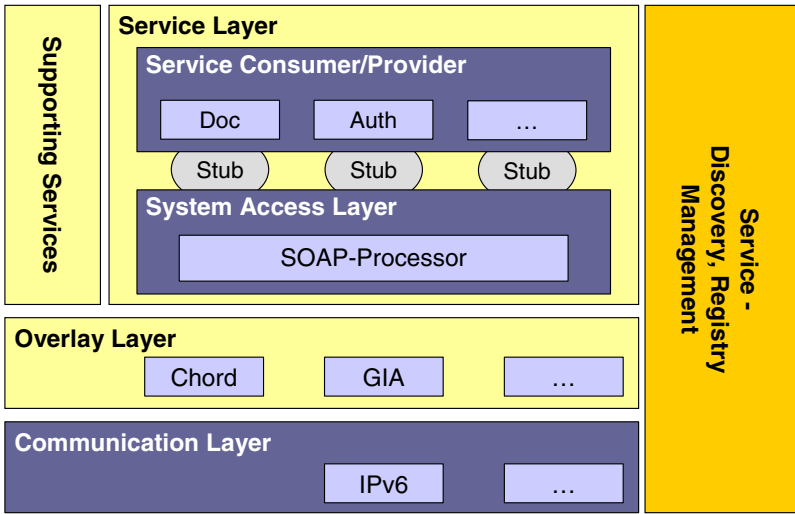 Supporting Services
Service Layer
Service Consumer/Provider
Doc
Auth
…
Stub
Stub
Stub
System Access Layer
SOAP-Processor
Overlay Layer
Chord
GIA
…
Communication Layer
IPv6
…
Service -
Discovery, Registry
Management